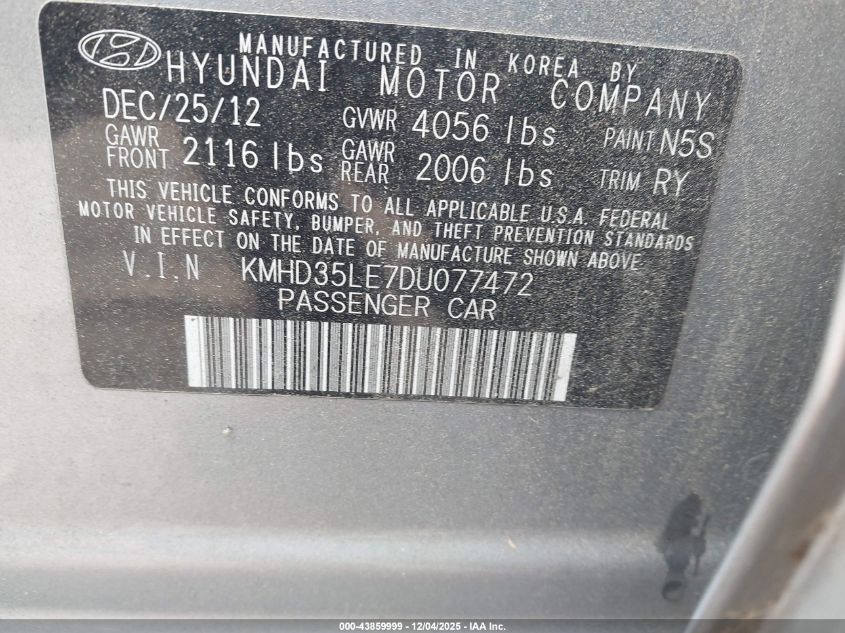 MANUFACTURED IN KOREA BY
HYUNDAI MOTOR COMPANY
DEC/25/12 GVWR 4056 lbs PAINT N5S
GAWR FRONT 2116 lbs GAWR REAR 2006 lbs TRIM RY
THIS VEHICLE CONFORMS TO ALL APPLICABLE U.S.A. FEDERAL
MOTOR VEHICLE SAFETY, BUMPER, AND THEFT PREVENTION STANDARDS
IN EFFECT ON THE DATE OF MANUFACTURE SHOWN ABOVE.
V.I.N KMHD35LE7DU077472
PASSENGER CAR
000-43859999 - 12/04/2025 - IAA Inc.